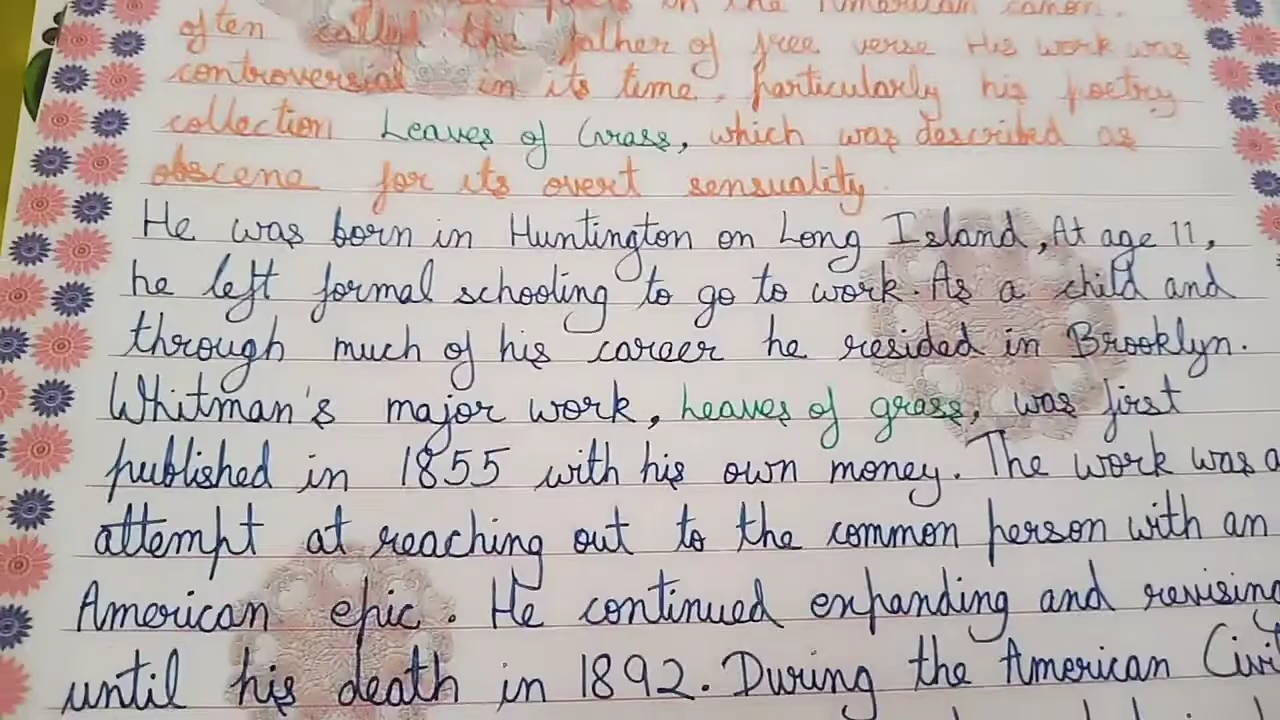 in the American canon.
often called the father of free verse His work was
controversial in its time, particularly his poetry
collection Leaves of Grass, which was described as
obscene for its overt sensuality.
He was born in Huntington on Long Island, At age 11,
he left formal schooling to go to work. As a child and
through much of his career he resided in Brooklyn.
Whitman's major work, heaves of grass, was first
published in 1855 with his own money. The work was a
attempt at reaching out to the common person with an
American epic. He continued expanding and revising
until his death in 1892. During the American Civi